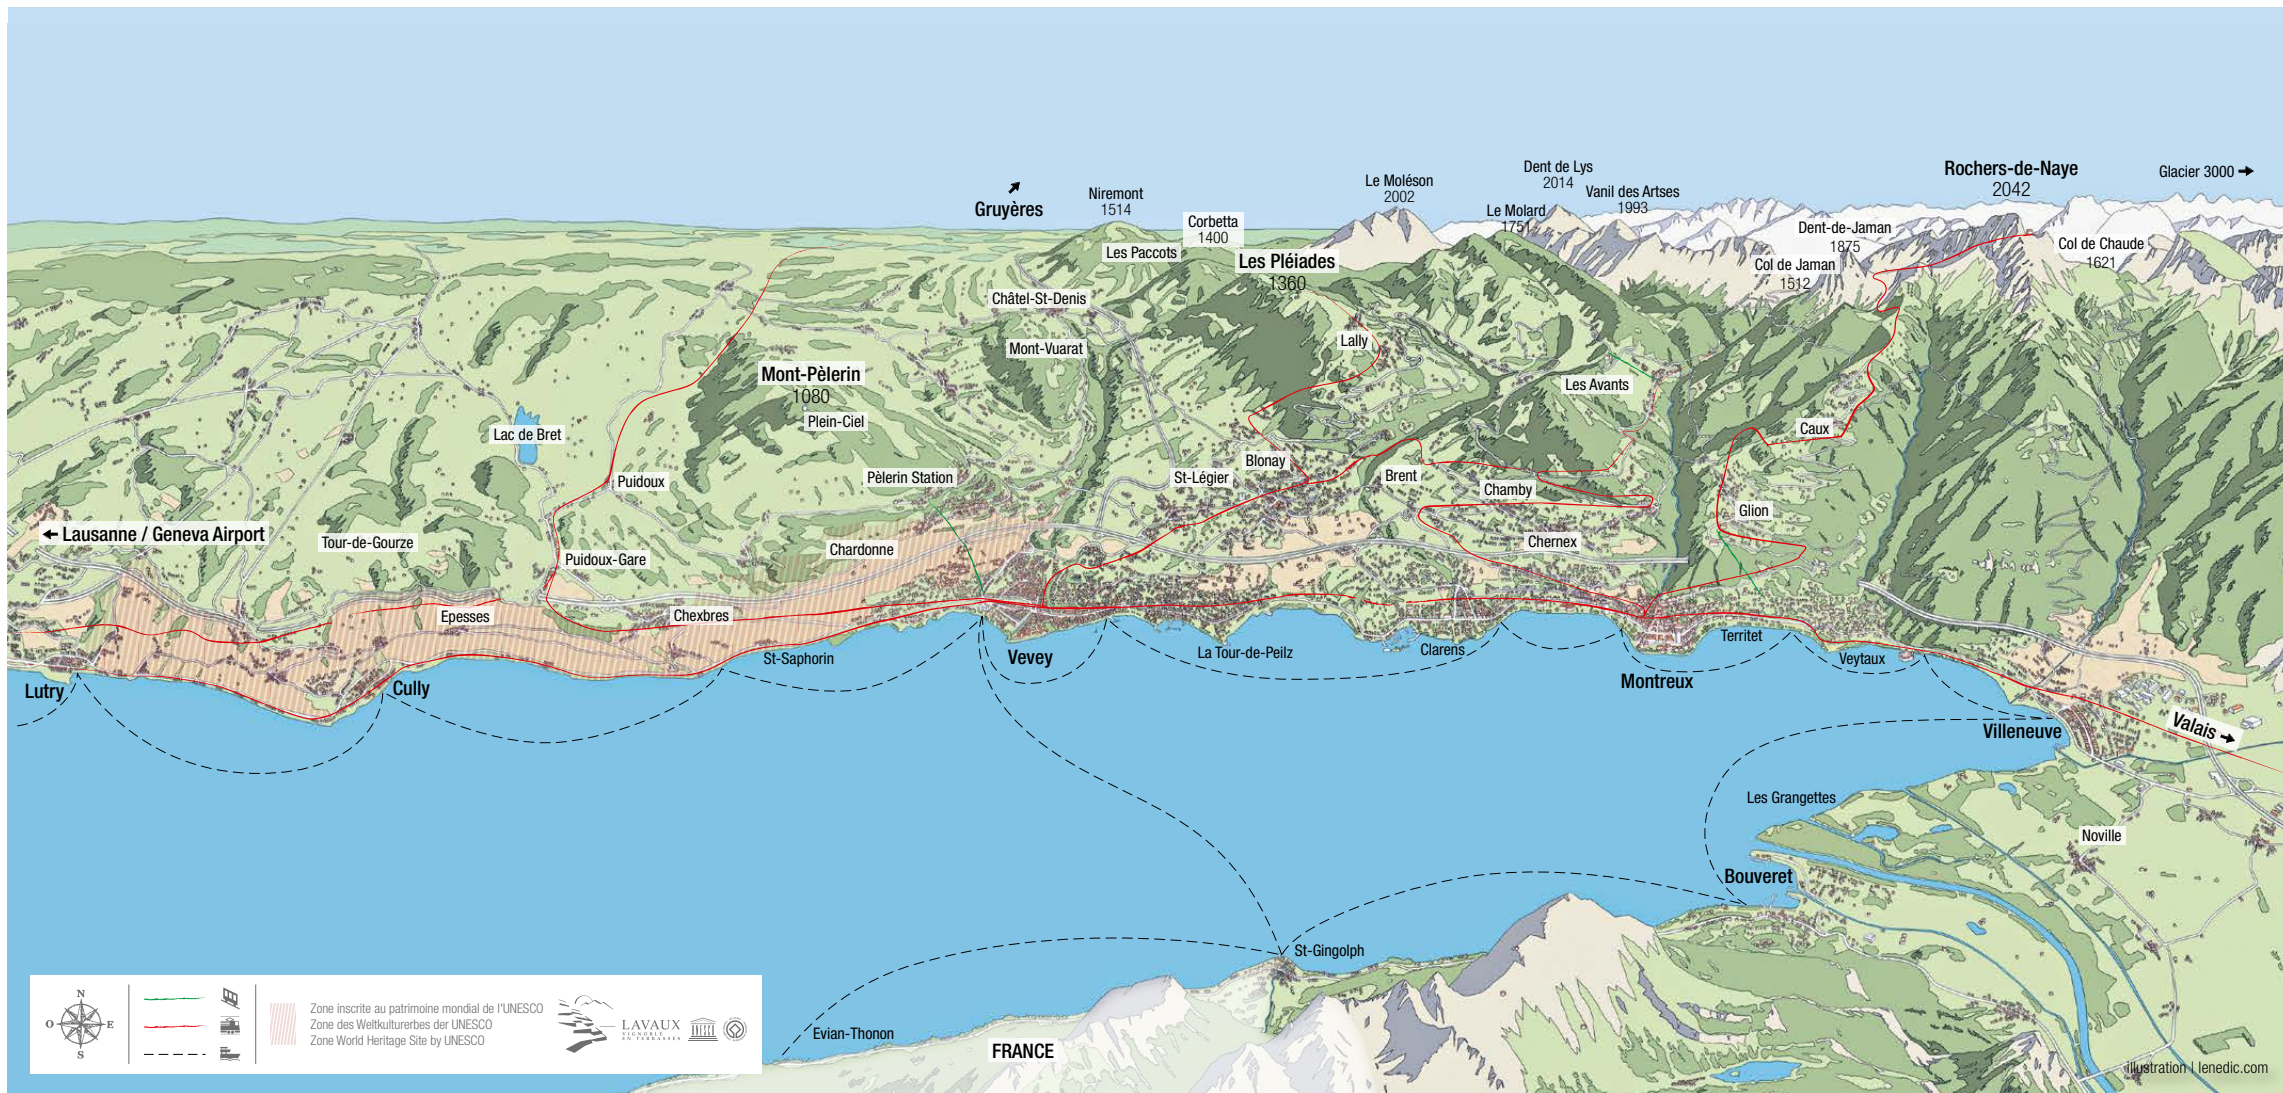 Gruyères
Niremont
1514
Corbetta
1400
Les Paccots
Les Pléiades
1360
Le Moléson
2002
Dent de Lys
2014
Le Molard
1751
Vanil des Artses
1993
Rochers-de-Naye
2042
Glacier 3000
Dent-de-Jaman
1875
Col de Jaman
1512
Col de Chaude
1621
Châtel-St-Denis
Mont-Vuarat
Lally
Les Avants
Mont-Pèlerin
1080
Plein-Ciel
Lac de Bret
Caux
Puidoux
Pèlerin Station
St-Légier
Blonay
Brent
Chamby
Glion
Lausanne / Geneva Airport
Tour-de-Gourze
Puidoux-Gare
Chardonne
Chernex
Epesses
Chexbres
St-Saphorin
Vevey
La Tour-de-Peilz
Clarens
Territet
Veytaux
Lutry
Cully
Montreux
Villeneuve
Valais
Les Grangettes
Noville
Bouveret
St-Gingolph
Evian-Thonon
FRANCE
N
O E
S
Zone inscrite au patrimoine mondial de l'UNESCO
Zone des Weltkulturerbes der UNESCO
Zone World Heritage Site by UNESCO
LAVAUX
VIGNOBLE
EN TERRASSES
illustration | lenedic.com